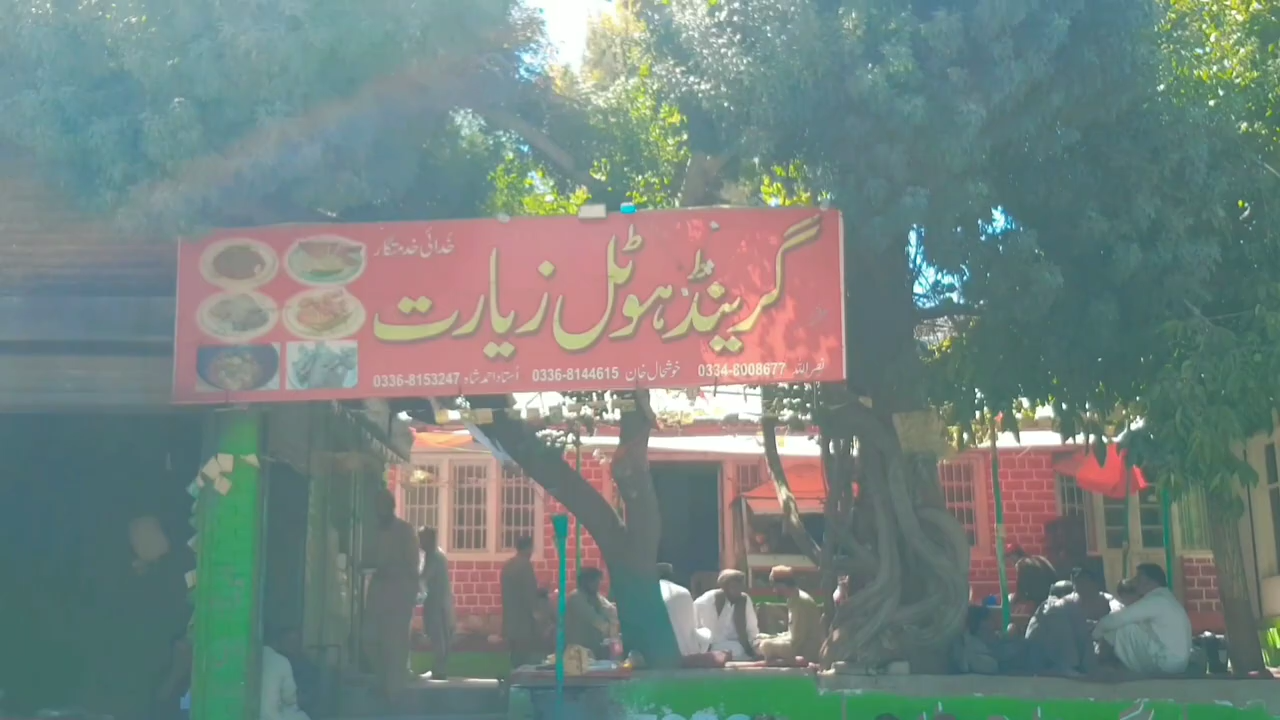 خدائی خدمتگار
گرینڈ ہوٹل زیارت
نصراللہ 0334-8008677 خوشحال خان 0336-8144615 استاد احمد شاہ 0336-8153247